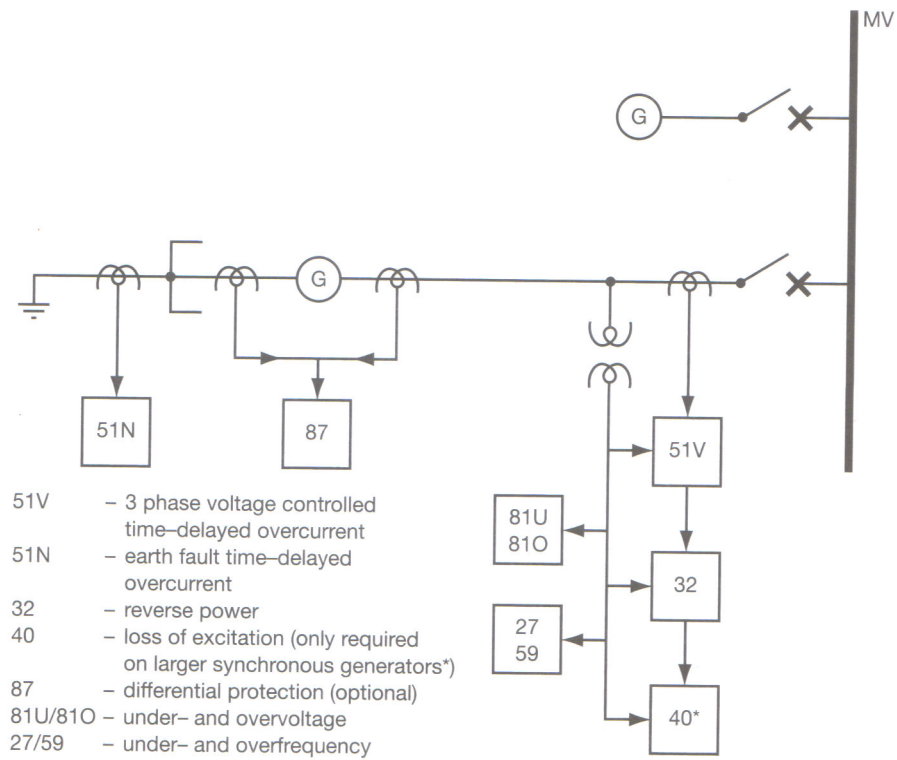 MV
G
G
51N
87
51V
81U
81O
32
27
59
40*
51V – 3 phase voltage controlled
time–delayed overcurrent
51N – earth fault time–delayed
overcurrent
32 – reverse power
40 – loss of excitation (only required
on larger synchronous generators*)
87 – differential protection (optional)
81U/81O – under– and overvoltage
27/59 – under– and overfrequency